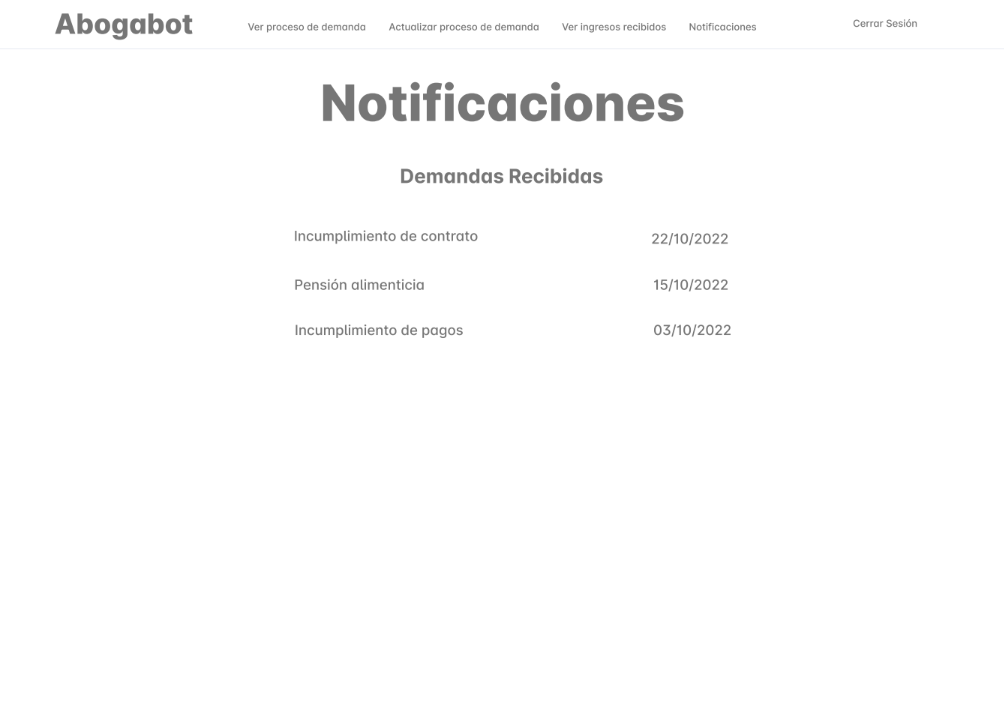 Abogabot
Ver proceso de demanda Actualizar proceso de demanda Ver ingresos recibidos Notificaciones Cerrar Sesión
Notificaciones
Demandas Recibidas
Incumplimiento de contrato 22/10/2022
Pensión alimenticia 15/10/2022
Incumplimiento de pagos 03/10/2022